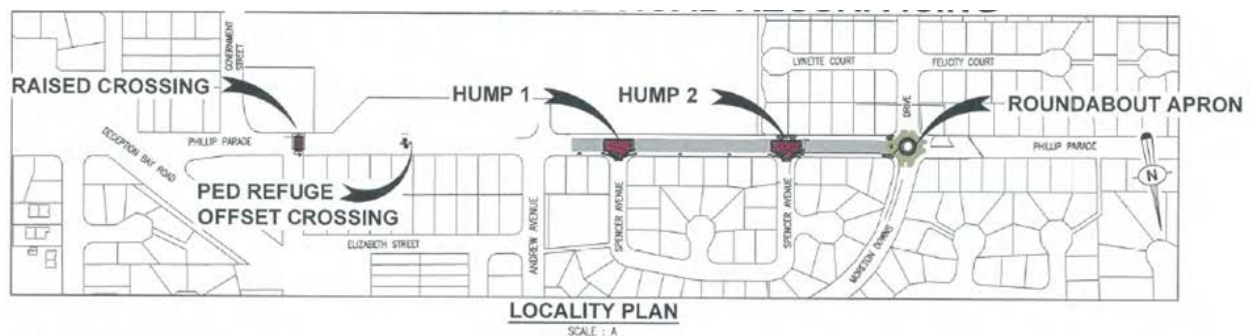 GOVERNMENT
STREET
LYNETTE COURT
FELICITY COURT
RAISED CROSSING
HUMP 1
HUMP 2
DRIVE
ROUNDABOUT APRON
DECEPTION BAY ROAD
PHILLIP PARADE
PHILLIP PARADE
N
PED REFUGE
OFFSET CROSSING
ELIZABETH STREET
ANDREW AVENUE
SPENCER AVENUE
SPENCER AVENUE
MORETON DOWNS
LOCALITY PLAN
SCALE : A